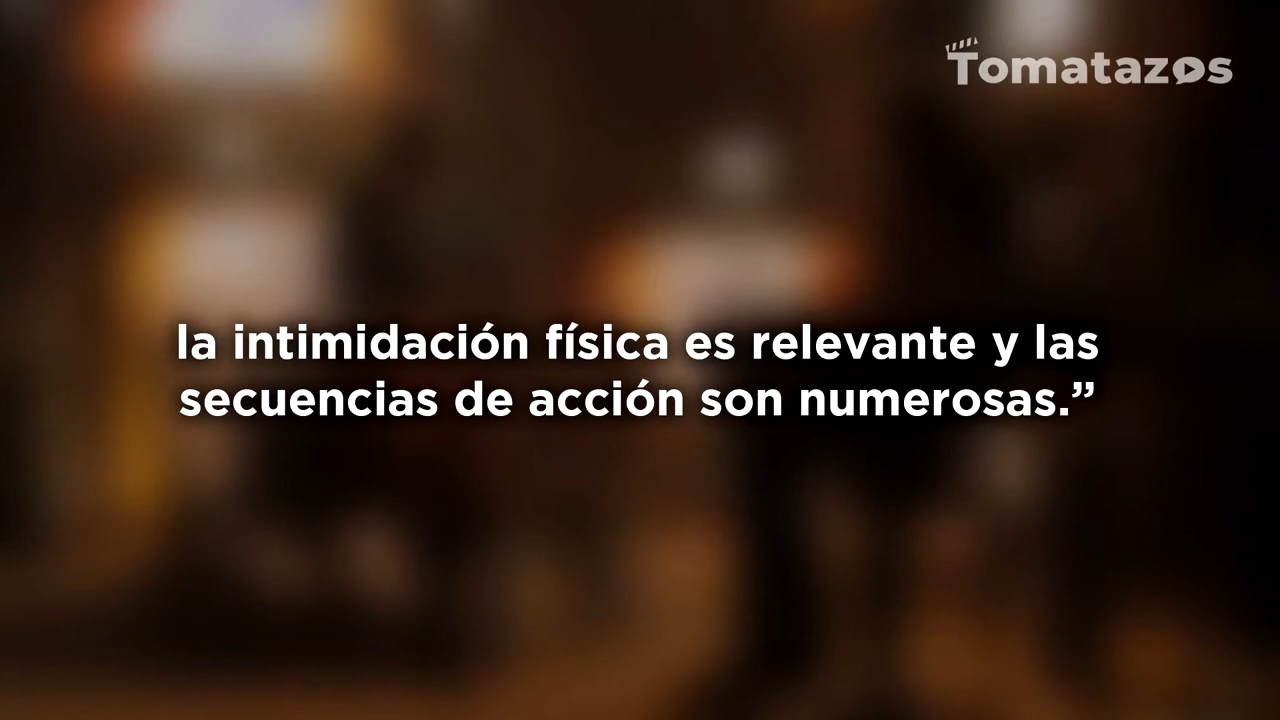 Tomatazos
la intimidación física es relevante y las
secuencias de acción son numerosas.”